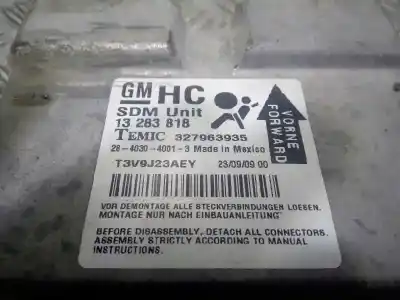 GM HC
SDM Unit
13 283 818
TEMIC 327963935
28-4030-4001-3 Made in Mexico
T3V9J23AEY 23/09/09 00
VORNE
FORWARD
VOR DEMONTAGE ALLE STECKVERBINDUNGEN LOESEN.
MONTAGE NUR NACH EINBAUANLEITUNG
BEFORE DISASSEMBLY, DETACH ALL CONNECTORS.
ASSEMBLY STRICTLY ACCORDING TO MANUAL
INSTRUCTIONS.